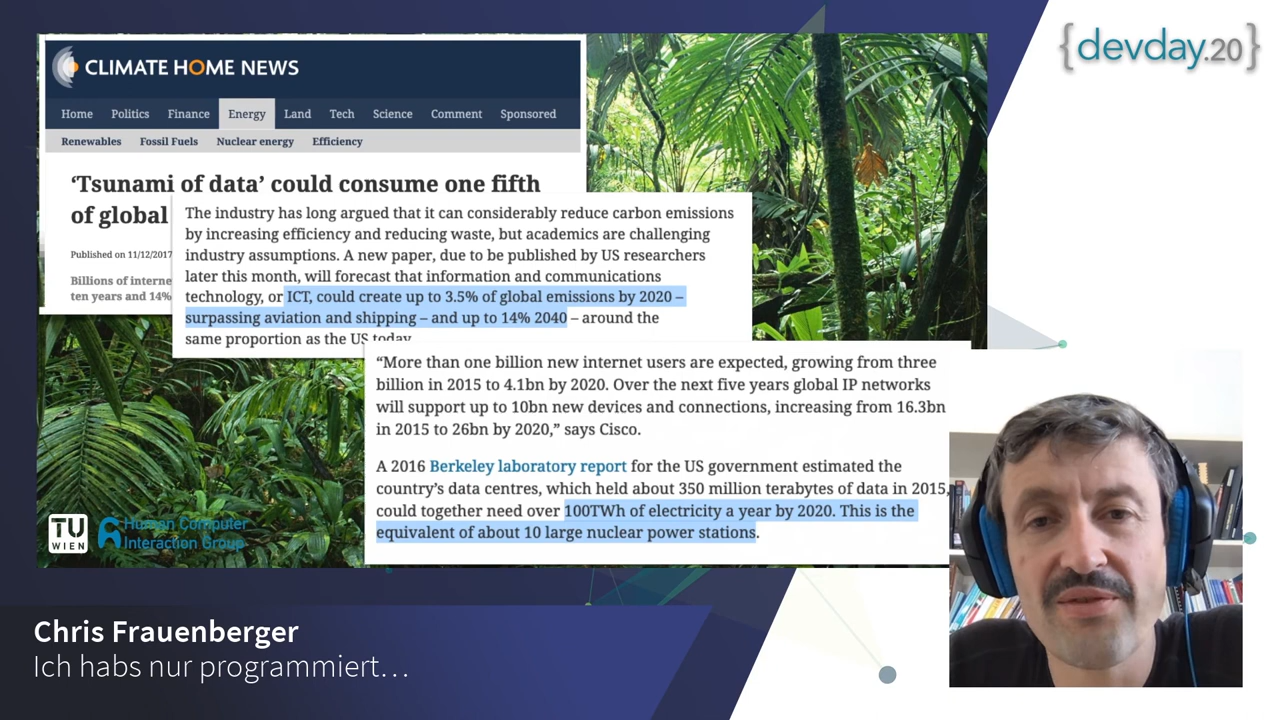 {devday.20}
CLIMATE HOME NEWS
Home Politics Finance Energy Land Tech Science Comment Sponsored
Renewables Fossil Fuels Nuclear energy Efficiency
‘Tsunami of data’ could consume one fifth
of global
Published on 11/12/2017
Billions of interne
ten years and 14%
The industry has long argued that it can considerably reduce carbon emissions
by increasing efficiency and reducing waste, but academics are challenging
industry assumptions. A new paper, due to be published by US researchers
later this month, will forecast that information and communications
technology, or ICT, could create up to 3.5% of global emissions by 2020 –
surpassing aviation and shipping – and up to 14% 2040 – around the
same proportion as the US today.
“More than one billion new internet users are expected, growing from three
billion in 2015 to 4.1bn by 2020. Over the next five years global IP networks
will support up to 10bn new devices and connections, increasing from 16.3bn
in 2015 to 26bn by 2020,” says Cisco.
A 2016 Berkeley laboratory report for the US government estimated the
country’s data centres, which held about 350 million terabytes of data in 2015,
could together need over 100TWh of electricity a year by 2020. This is the
equivalent of about 10 large nuclear power stations.
TU
WIEN
Human Computer
Interaction Group
Chris Frauenberger
Ich habs nur programmiert…